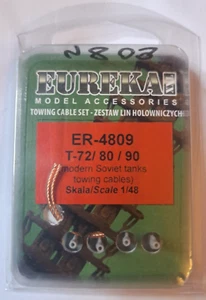 N803
EUREKA
MODEL ACCESSORIES
TOWING CABLE SET - ZESTAW LIN HOLOWNICZYCH
ER-4809
T-72/ 80 / 90
(modern Soviet tanks
towing cables)
Skala/Scale 1/48